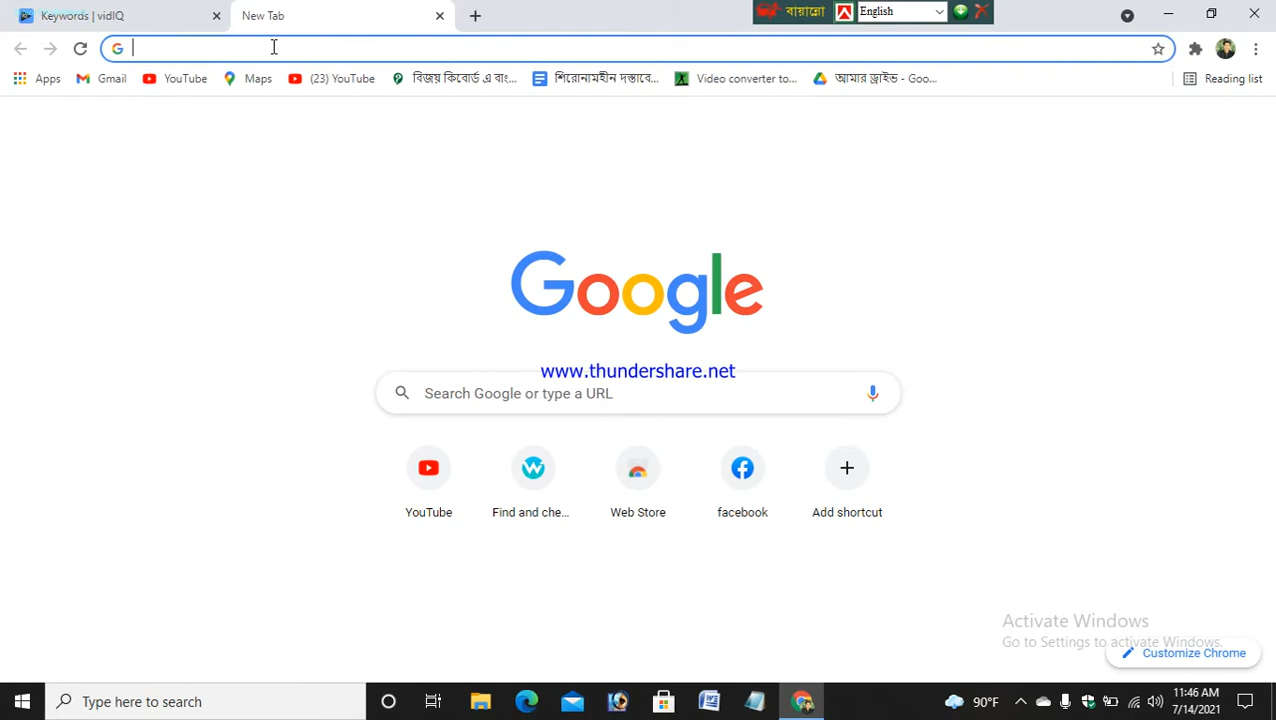 Keywords | vidIQ
New Tab
বায়ান্নো
English
Apps
Gmail
YouTube
Maps
(23) YouTube
বিজয় কিবোর্ড এ বাং...
শিরোনামহীন দস্তাবে...
Video converter to...
আমার ড্রাইভ - Goo...
Reading list
Google
www.thundershare.net
Search Google or type a URL
YouTube
Find and che...
Web Store
facebook
Add shortcut
Activate Windows
Go to Settings to activate Windows.
Customize Chrome
Type here to search
90°F
11:46 AM
7/14/2021